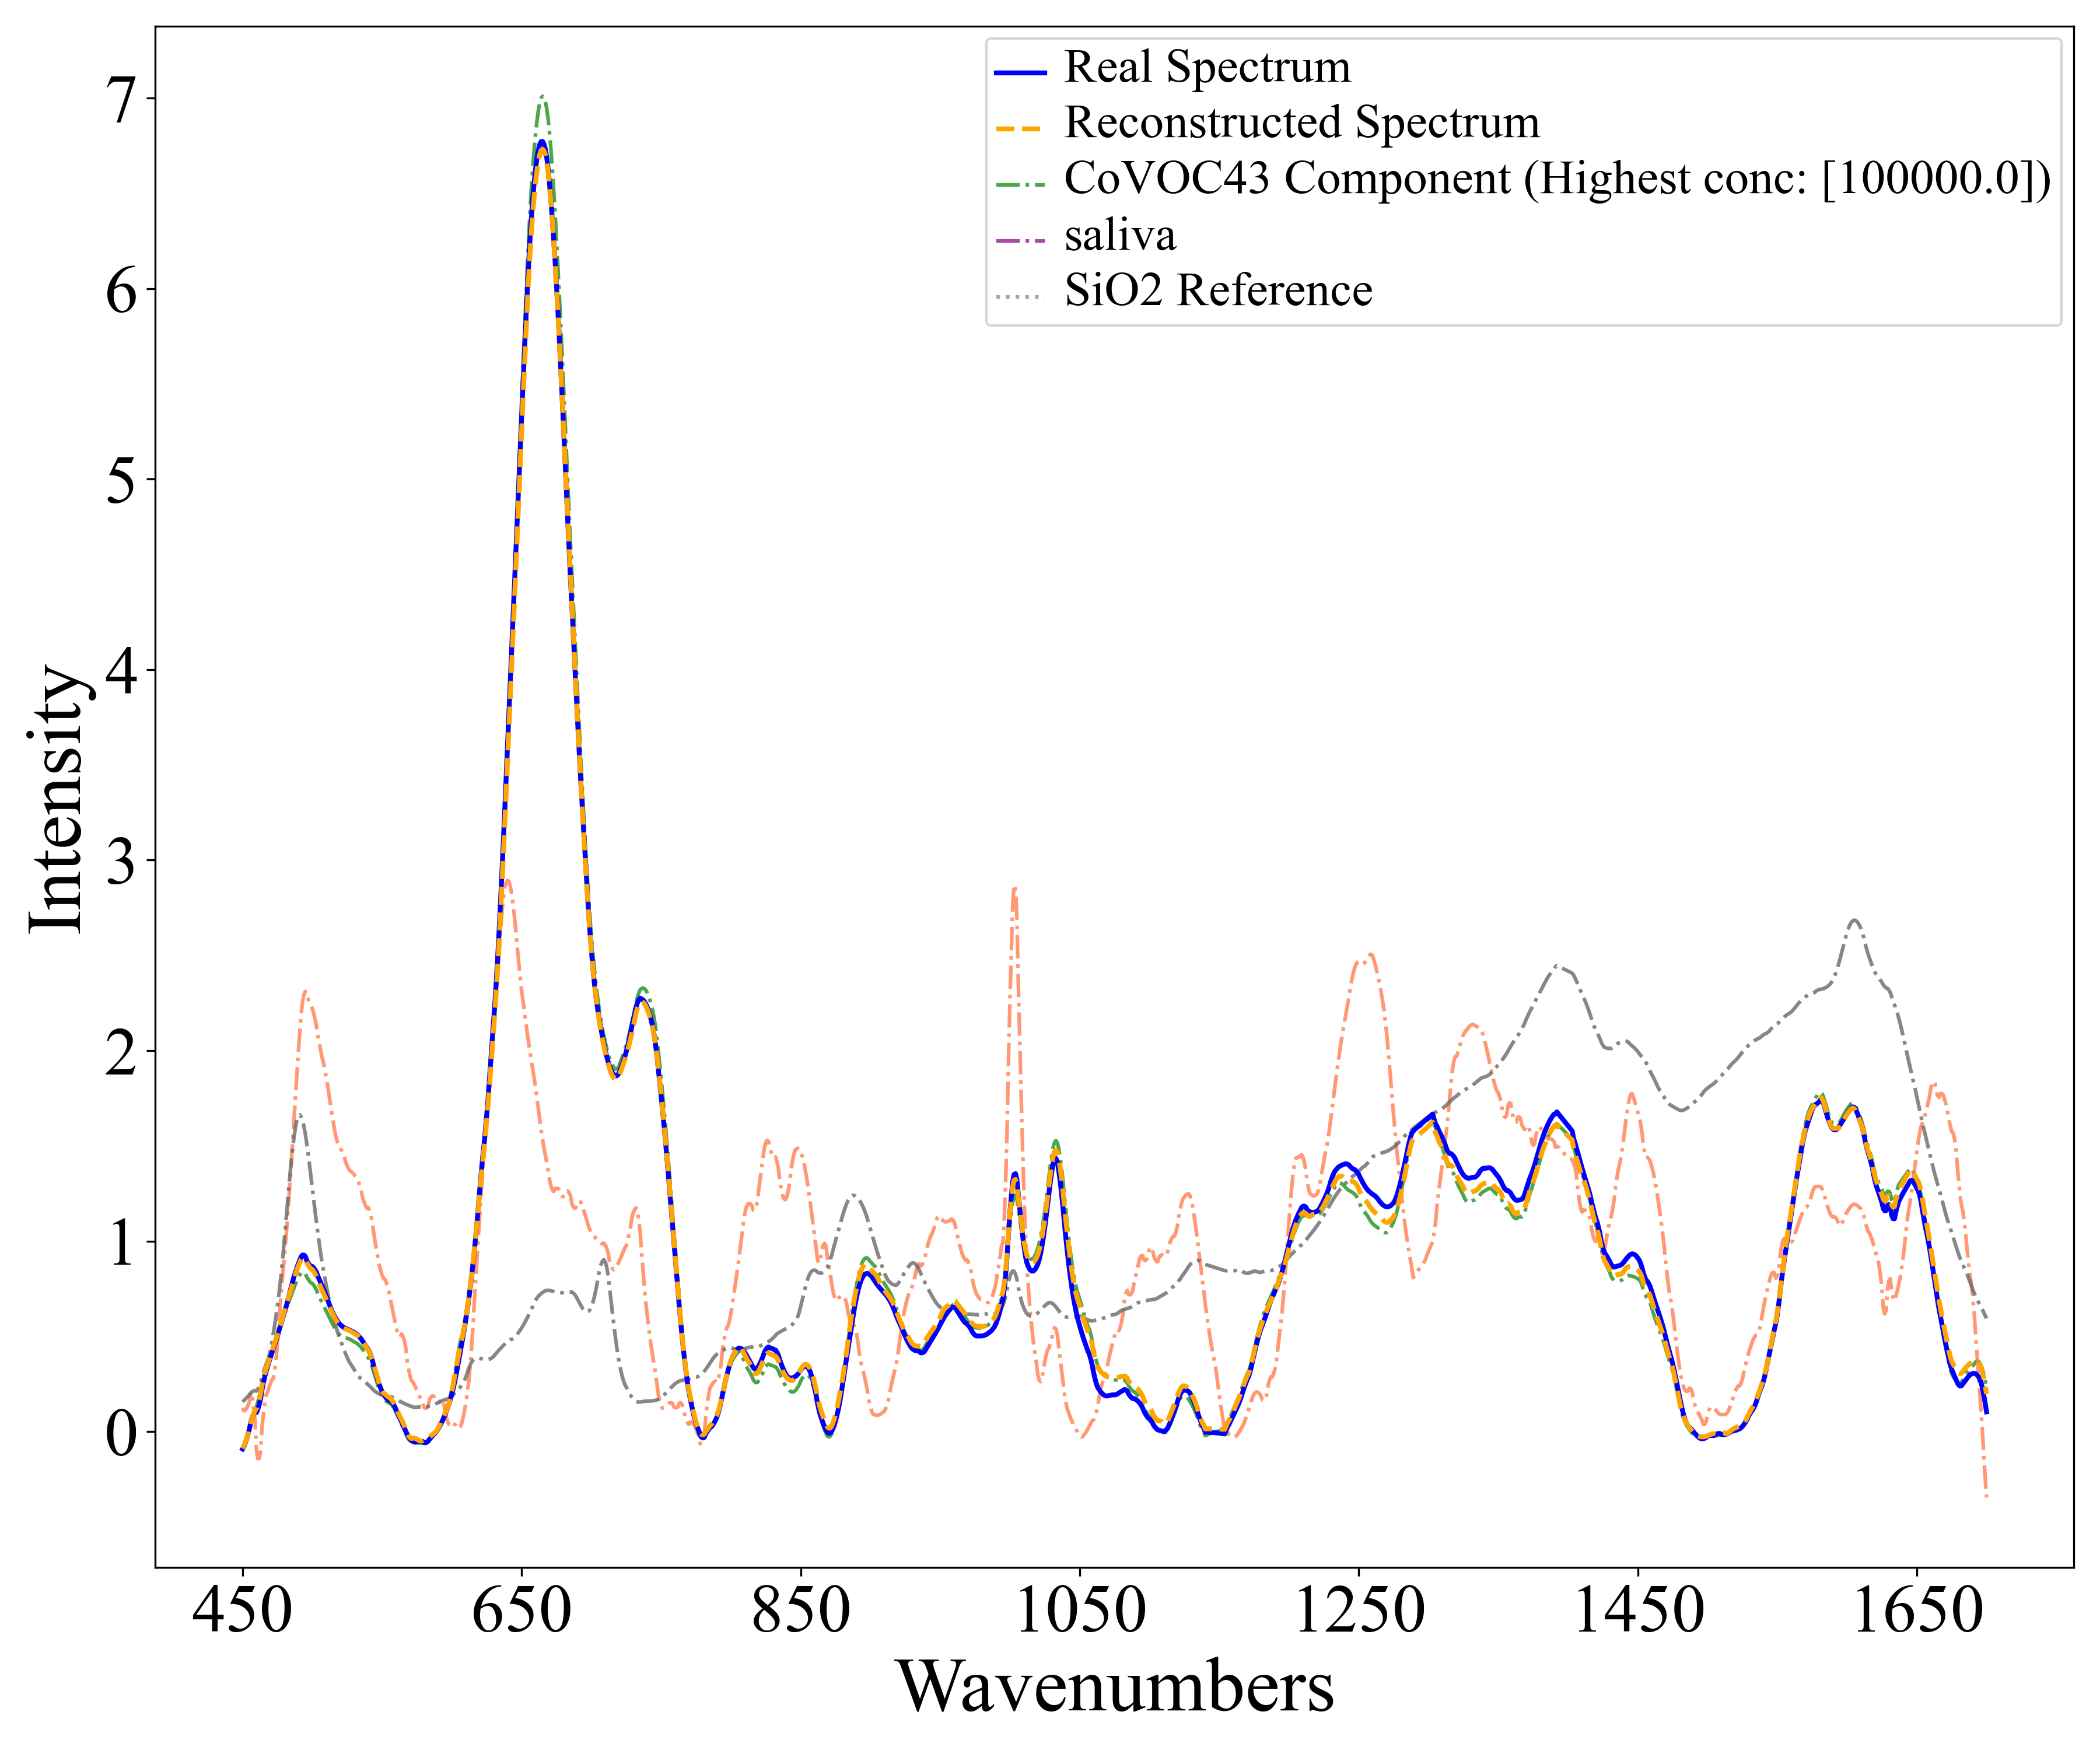 Real Spectrum
Reconstructed Spectrum
CoVOC43 Component (Highest conc: [100000.0])
saliva
SiO2 Reference
7
6
5
4
3
2
1
0
Intensity
450 650 850 1050 1250 1450 1650
Wavenumbers